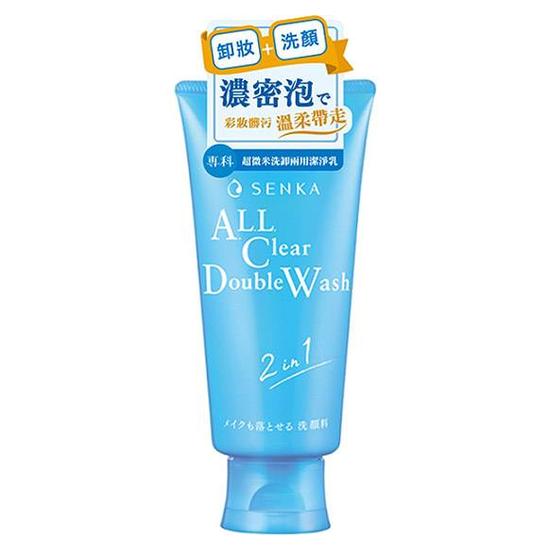 卸妝+洗顏
濃密泡で
彩妝髒污 溫柔帶走
專科 超微米洗卸兩用潔淨乳
SENKA
A.L.L.
Clear
Double Wash
2 in 1
メイクも落とせる 洗顔料